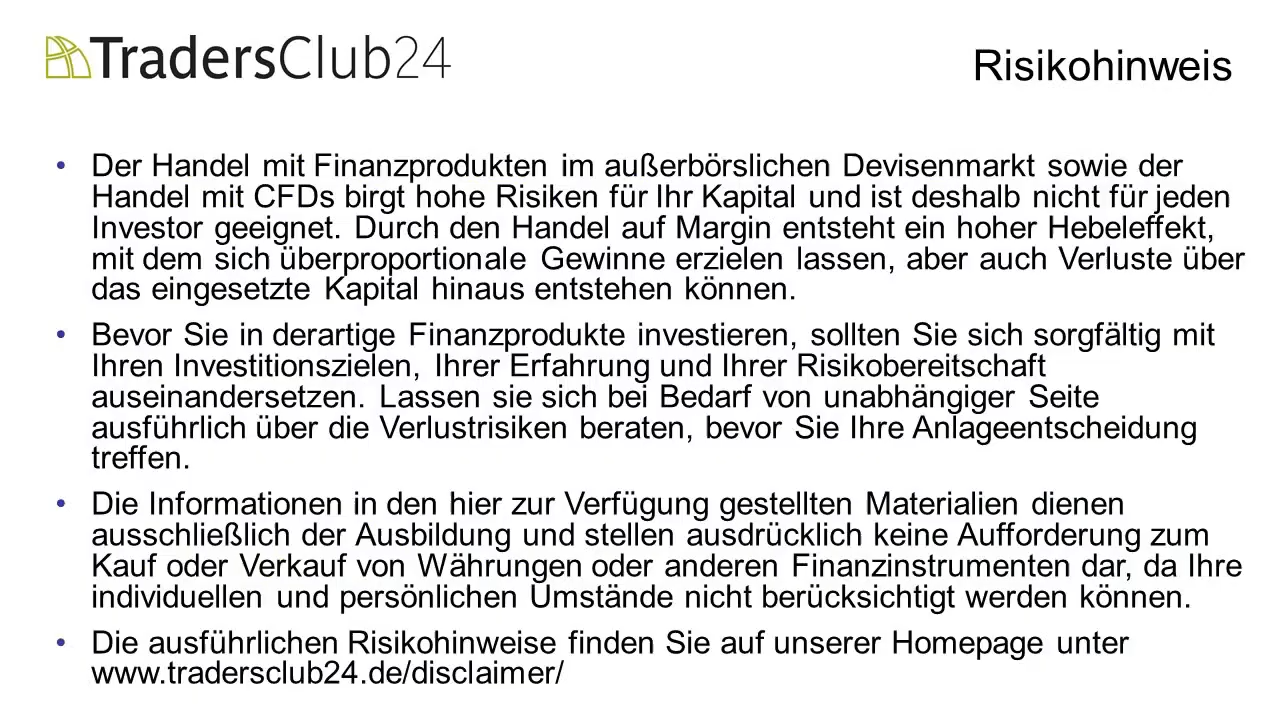 TradersClub24
Risikohinweis
• Der Handel mit Finanzprodukten im außerbörslichen Devisenmarkt sowie der
Handel mit CFDs birgt hohe Risiken für Ihr Kapital und ist deshalb nicht für jeden
Investor geeignet. Durch den Handel auf Margin entsteht ein hoher Hebeleffekt,
mit dem sich überproportionale Gewinne erzielen lassen, aber auch Verluste über
das eingesetzte Kapital hinaus entstehen können.
• Bevor Sie in derartige Finanzprodukte investieren, sollten Sie sich sorgfältig mit
Ihren Investitionszielen, Ihrer Erfahrung und Ihrer Risikobereitschaft
auseinandersetzen. Lassen sie sich bei Bedarf von unabhängiger Seite
ausführlich über die Verlustrisiken beraten, bevor Sie Ihre Anlageentscheidung
treffen.
• Die Informationen in den hier zur Verfügung gestellten Materialien dienen
ausschließlich der Ausbildung und stellen ausdrücklich keine Aufforderung zum
Kauf oder Verkauf von Währungen oder anderen Finanzinstrumenten dar, da Ihre
individuellen und persönlichen Umstände nicht berücksichtigt werden können.
• Die ausführlichen Risikohinweise finden Sie auf unserer Homepage unter
www.tradersclub24.de/disclaimer/